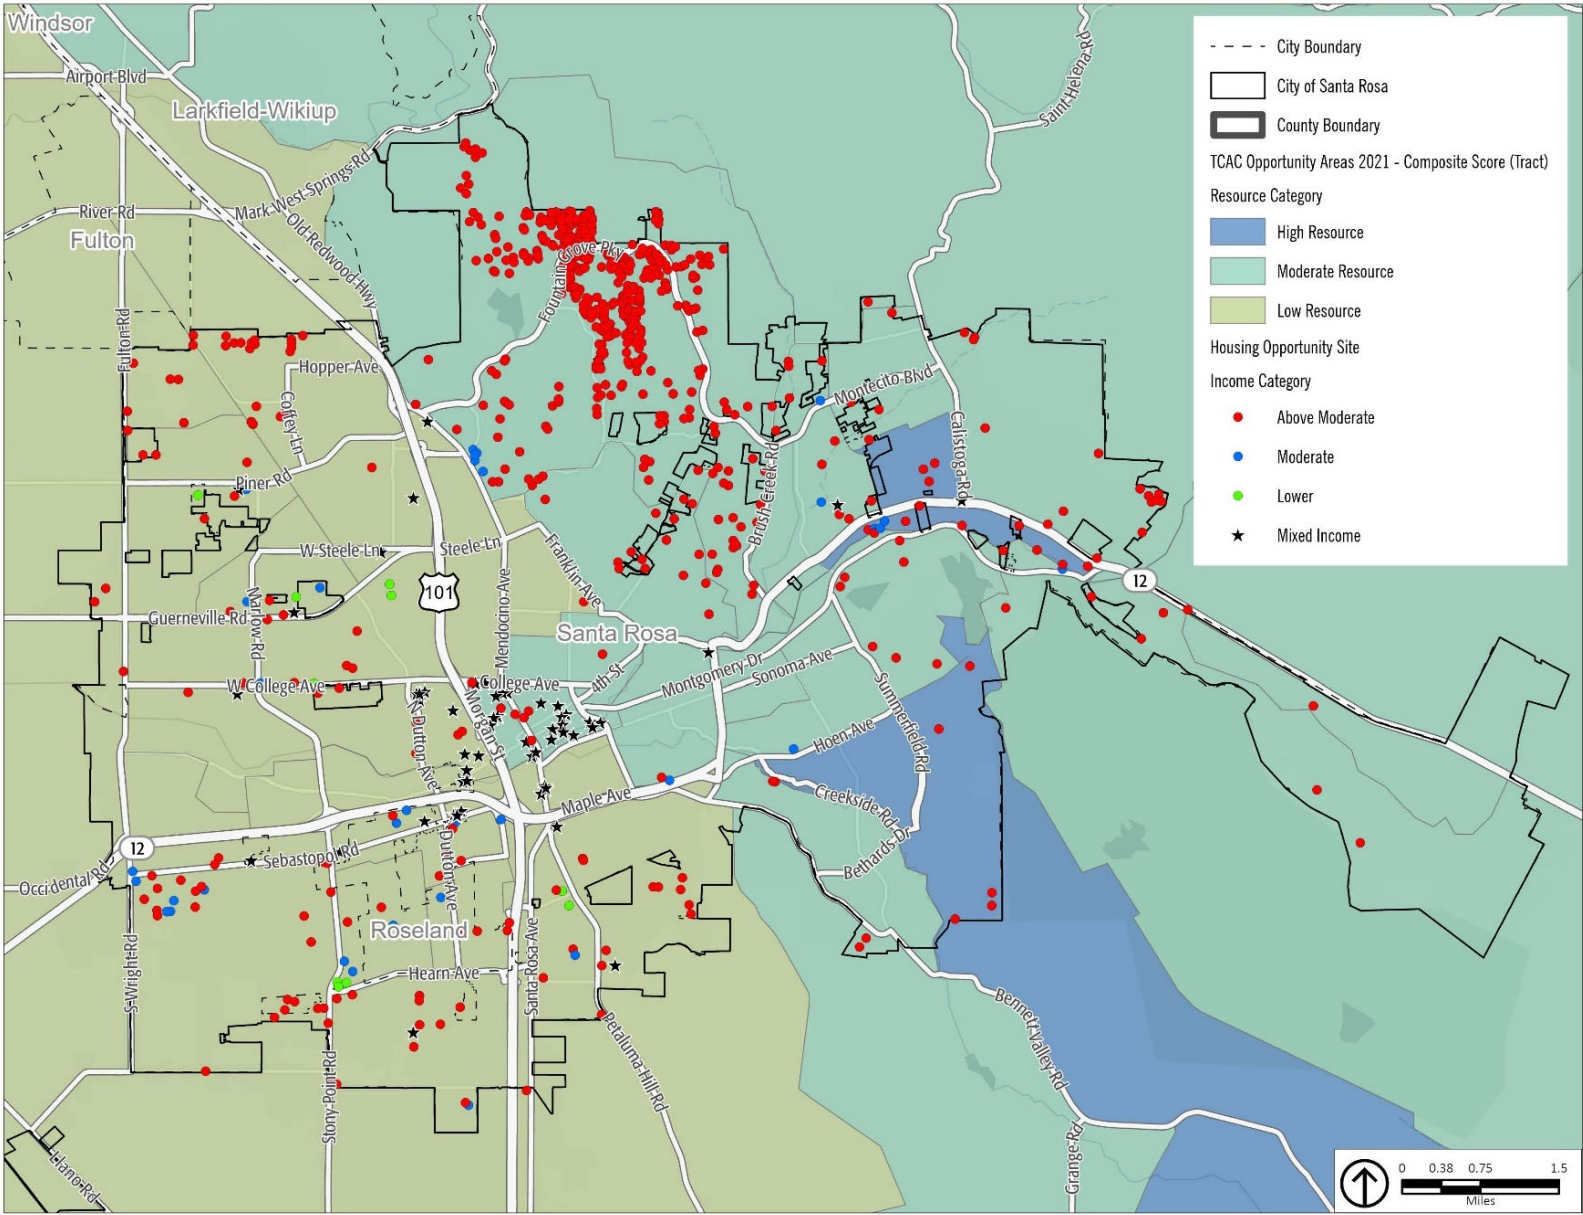 Windsor
Airport Blvd
Larkfield-Wikiup
Mark West Springs Rd
River Rd
Fulton
Old Redwood Hwy
Saint Helena Rd
Fountain Grove Pky
Fulton Rd
Hopper Ave
Coffey Ln
Montecito Blvd
Calistoga Rd
Piner Rd
Brush Creek Rd
W Steele Ln
Steele Ln
Franklin Ave
101
12
Marlow Rd
Mendocino Ave
Guerneville Rd
Santa Rosa
W College Ave
College Ave
4th St
Montgomery Dr
Sonoma Ave
Summerfield Rd
N Dutton Ave
Morgan St
Hoen Ave
Maple Ave
Creekside Rd
Bethards Dr
12
Sebastopol Rd
Dutton Ave
Occidental Rd
Roseland
S Wright Rd
Hearn Ave
Santa Rosa Ave
Bennett Valley Rd
Petaluma Hill Rd
Stony Point Rd
Llano Rd
Grange Rd
City Boundary
City of Santa Rosa
County Boundary
TCAC Opportunity Areas 2021 - Composite Score (Tract)
Resource Category
High Resource
Moderate Resource
Low Resource
Housing Opportunity Site
Income Category
Above Moderate
Moderate
Lower
Mixed Income
0 0.38 0.75 1.5
Miles